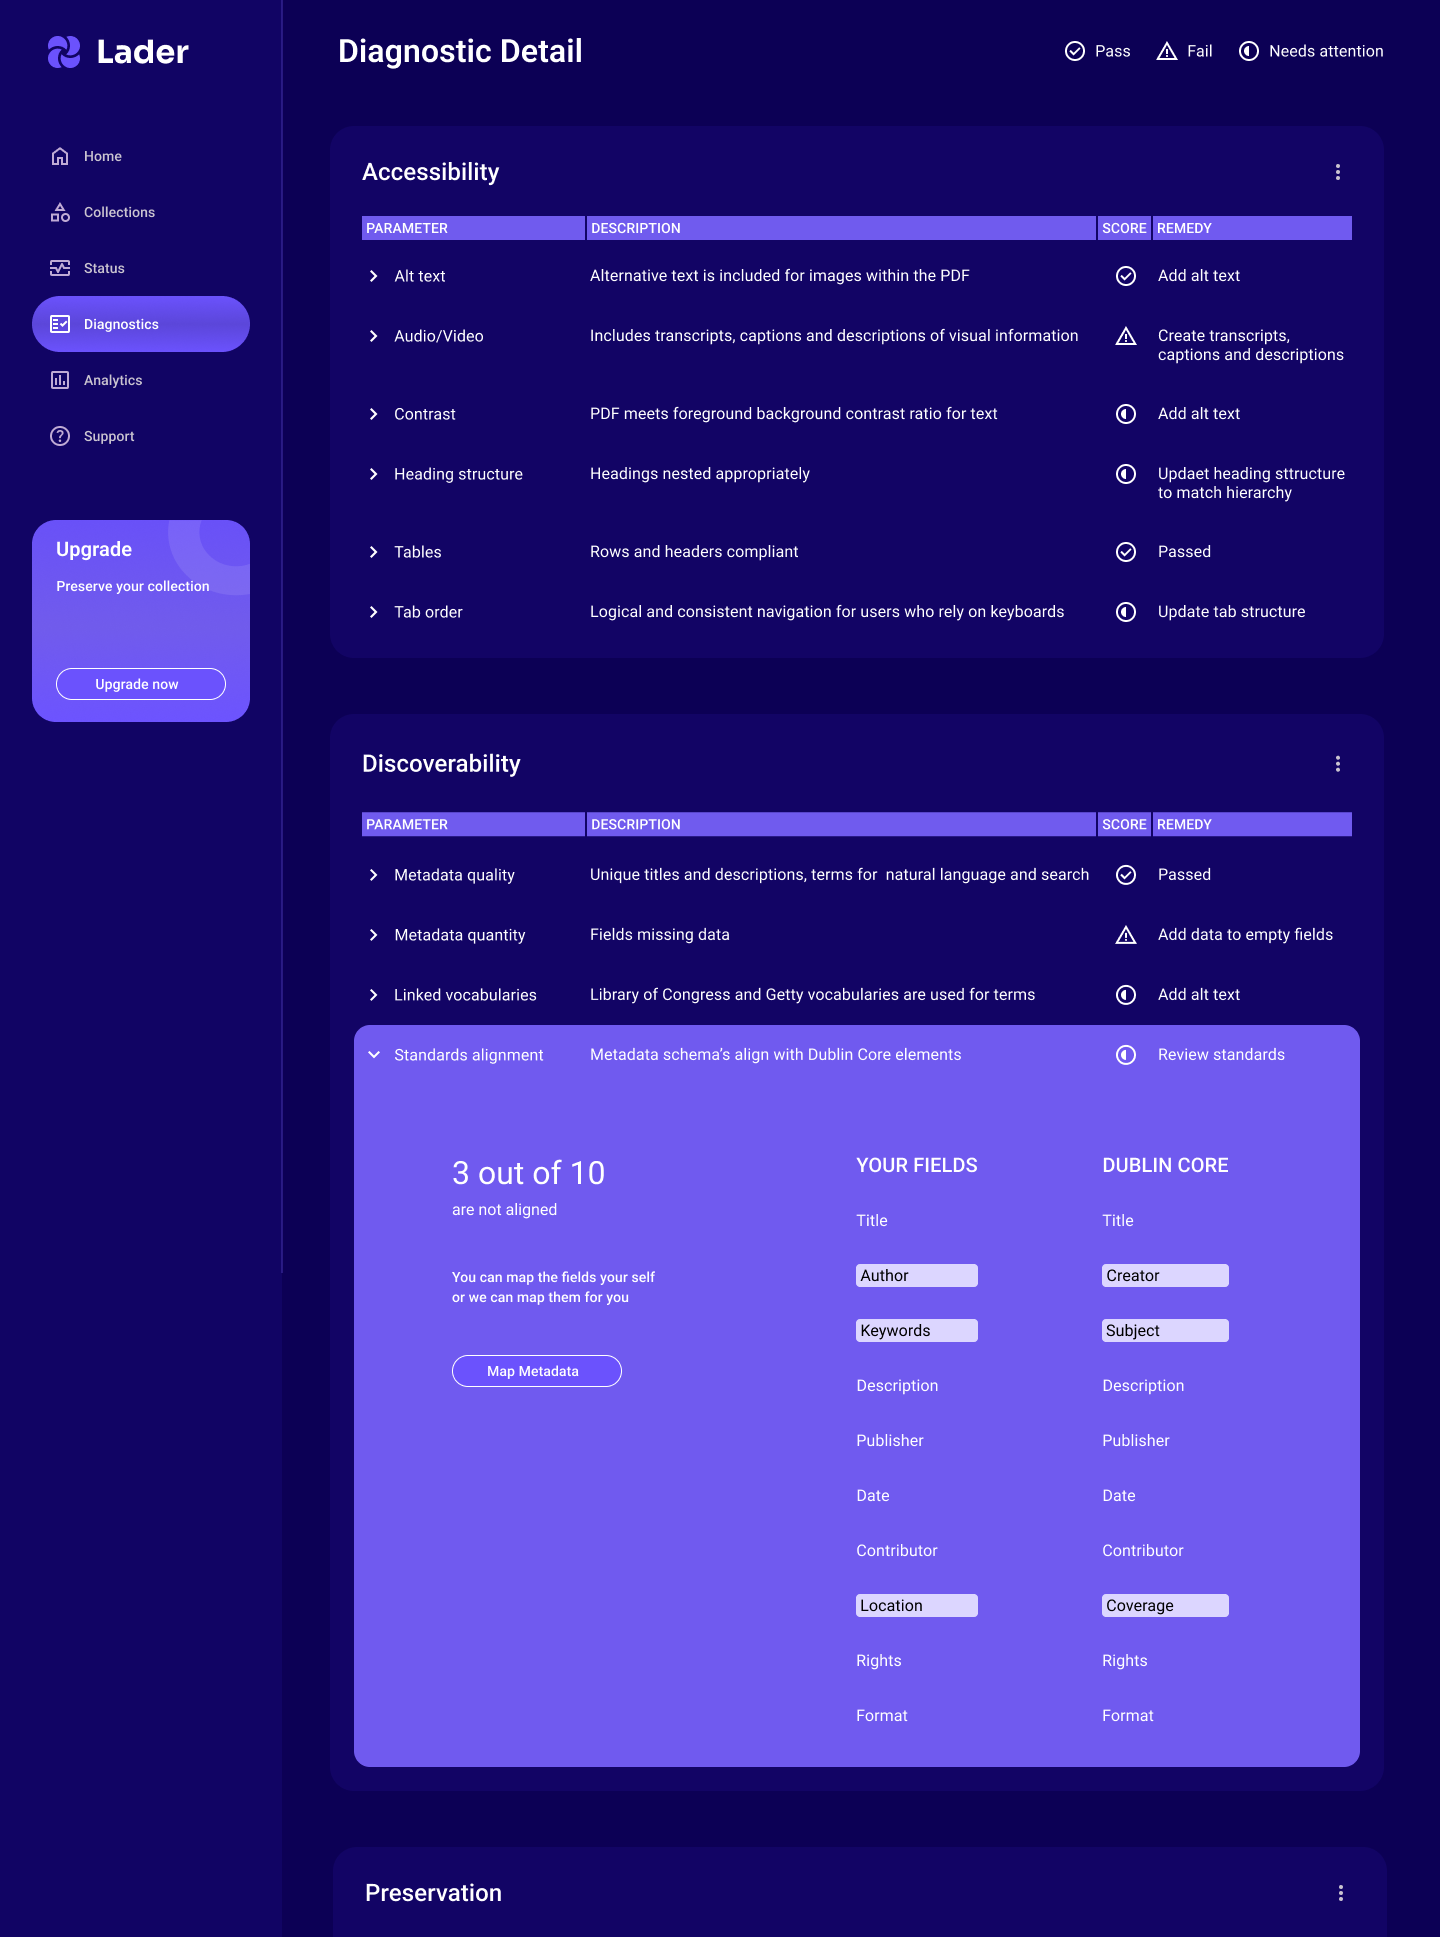 Lader
Home
Collections
Status
Diagnostics
Analytics
Support
Upgrade
Preserve your collection
Upgrade now
Diagnostic Detail
Pass
Fail
Needs attention
Accessibility
PARAMETER DESCRIPTION SCORE REMEDY
Alt text Alternative text is included for images within the PDF Add alt text
Audio/Video Includes transcripts, captions and descriptions of visual information Create transcripts,
captions and descriptions
Contrast PDF meets foreground background contrast ratio for text Add alt text
Heading structure Headings nested appropriately Updaet heading sttructure
to match hierarchy
Tables Rows and headers compliant Passed
Tab order Logical and consistent navigation for users who rely on keyboards Update tab structure
Discoverability
PARAMETER DESCRIPTION SCORE REMEDY
Metadata quality Unique titles and descriptions, terms for  natural language and search Passed
Metadata quantity Fields missing data Add data to empty fields
Linked vocabularies Library of Congress and Getty vocabularies are used for terms Add alt text
Standards alignment Metadata schema’s align with Dublin Core elements Review standards
3 out of 10
are not aligned
You can map the fields your self
or we can map them for you
Map Metadata
YOUR FIELDS DUBLIN CORE
Title Title
Author Creator
Keywords Subject
Description Description
Publisher Publisher
Date Date
Contributor Contributor
Location Coverage
Rights Rights
Format Format
Preservation